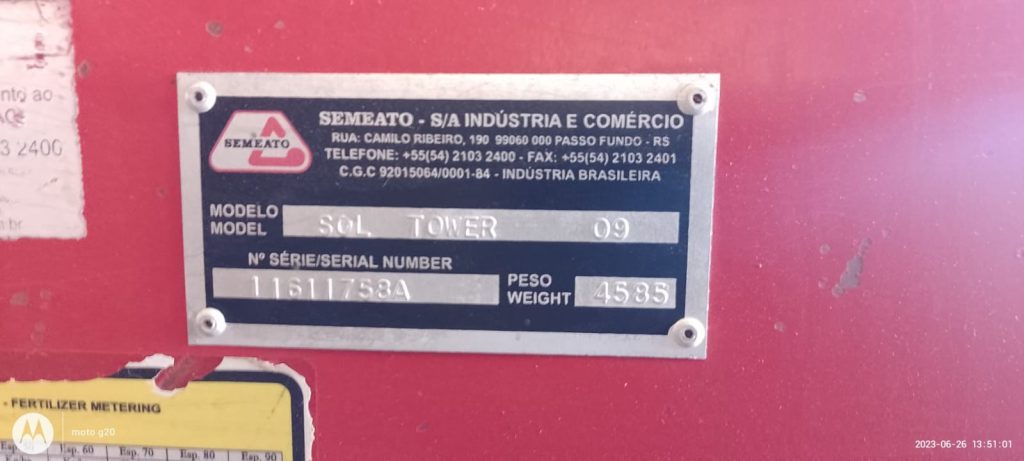 nto ao
3 2400
SEMEATO
SEMEATO - S/A INDÚSTRIA E COMÉRCIO
RUA: CAMILO RIBEIRO, 190 99060 000 PASSO FUNDO - RS
TELEFONE: +55(54) 2103 2400 - FAX: +55(54) 2103 2401
C.G.C 92015064/0001-84 - INDÚSTRIA BRASILEIRA
MODELO
MODEL
SOL TOWER 09
Nº SÉRIE/SERIAL NUMBER
11611758A
PESO
WEIGHT
4585
- FERTILIZER METERING
Esp. 60 Esp. 70 Esp. 80 Esp. 90
moto g20
2023-06-26 13:51:01